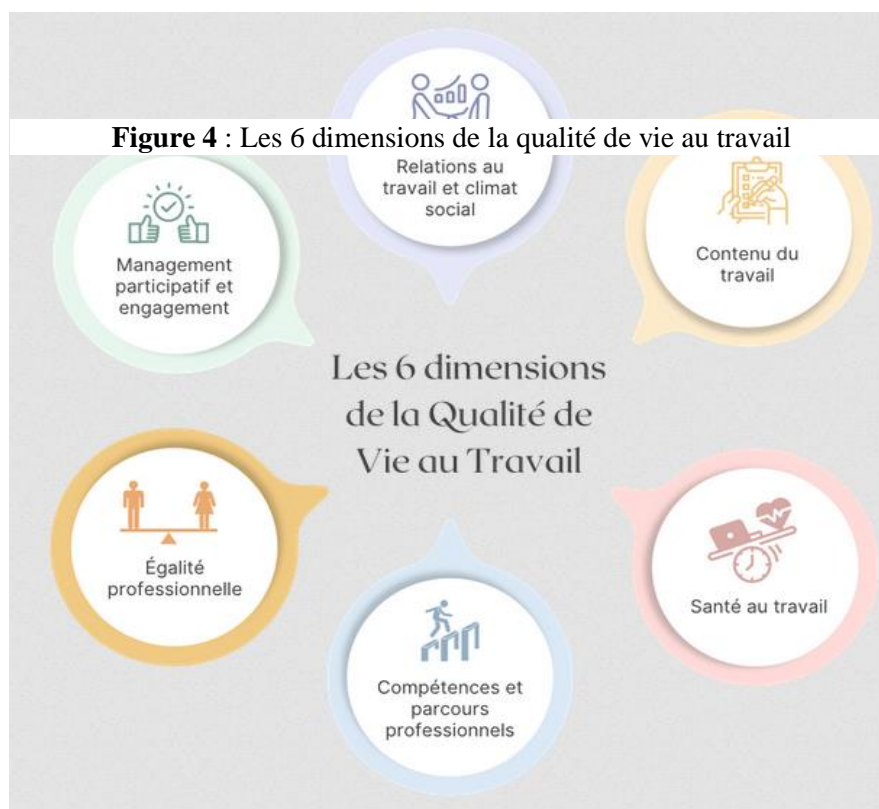 Figure 4 : Les 6 dimensions de la qualité de vie au travail
Relations au
travail et climat
social
Management
participatif et
engagement
Contenu du
travail
Les 6 dimensions
de la Qualité de
Vie au Travail
Égalité
professionnelle
Santé au travail
Compétences et
parcours
professionnels